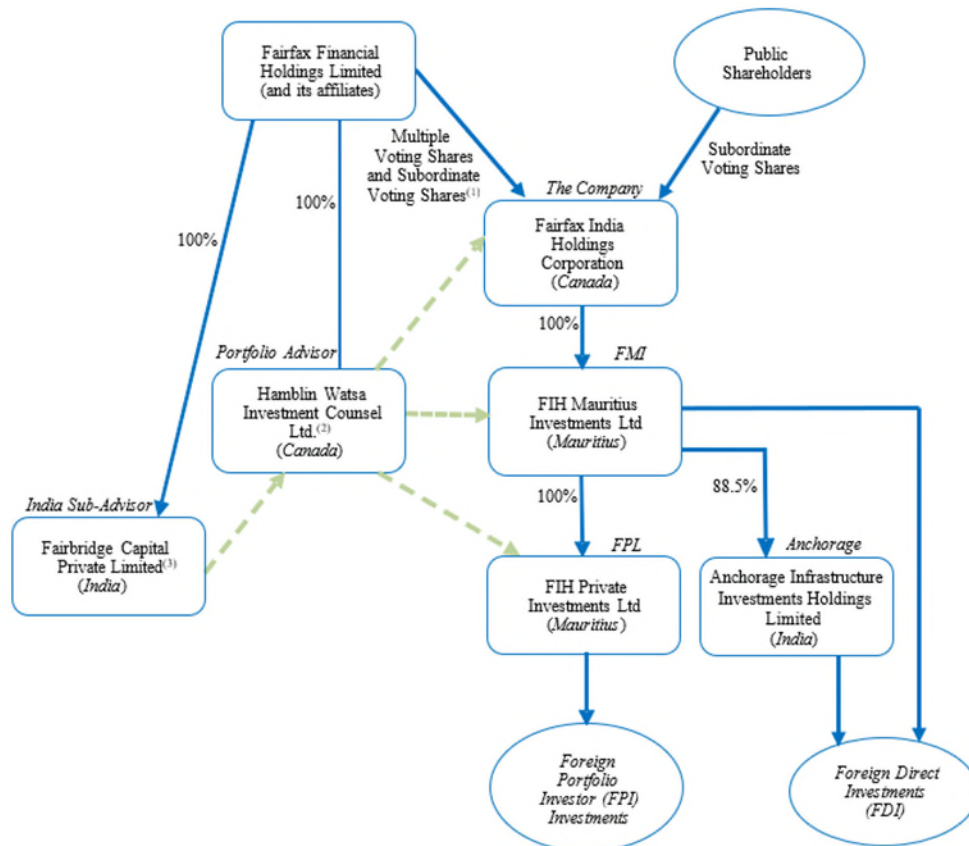 Fairfax Financial
Holdings Limited
(and its affiliates)
Public
Shareholders
Multiple
Voting Shares
and Subordinate
Voting Shares(1)
Subordinate
Voting Shares
100%
100%
The Company
Fairfax India
Holdings
Corporation
(Canada)
100%
Portfolio Advisor
FMI
Hamblin Watsa
Investment Counsel
Ltd.(2)
(Canada)
FIH Mauritius
Investments Ltd
(Mauritius)
100%
88.5%
India Sub-Advisor
FPL
Anchorage
Fairbridge Capital
Private Limited(3)
(India)
FIH Private
Investments Ltd
(Mauritius)
Anchorage Infrastructure
Investments Holdings
Limited
(India)
Foreign
Portfolio
Investor (FPI)
Investments
Foreign Direct
Investments
(FDI)